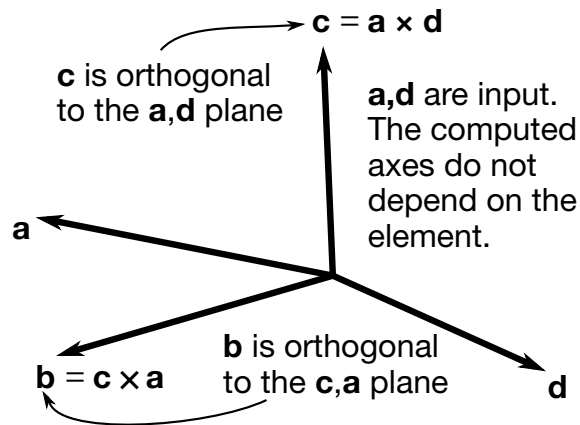 c = a × d
c is orthogonal
to the a,d plane
a,d are input.
The computed
axes do not
depend on the
element.
a
b = c × a
b is orthogonal
to the c,a plane
d